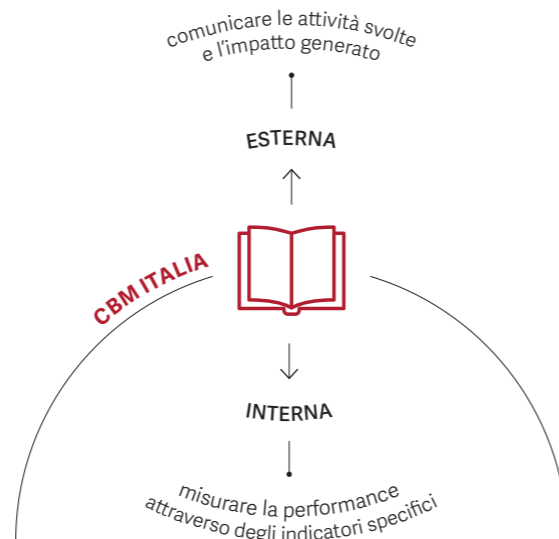 comunicare le attività svolte
e l'impatto generato
ESTERNA
CBM ITALIA
INTERNA
misurare la performance
attraverso degli indicatori specifici